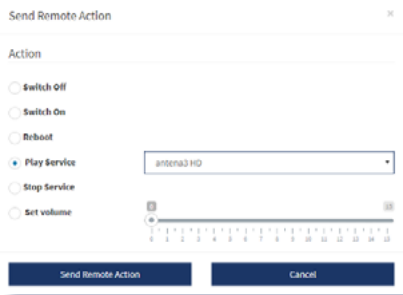 Send Remote Action ×
Action
Switch Off
Switch On
Reboot
Play Service antena3 HD
Stop Service
Set volume 0 15
0 1 2 3 4 5 6 7 8 9 10 11 12 13 14 15
Send Remote Action Cancel